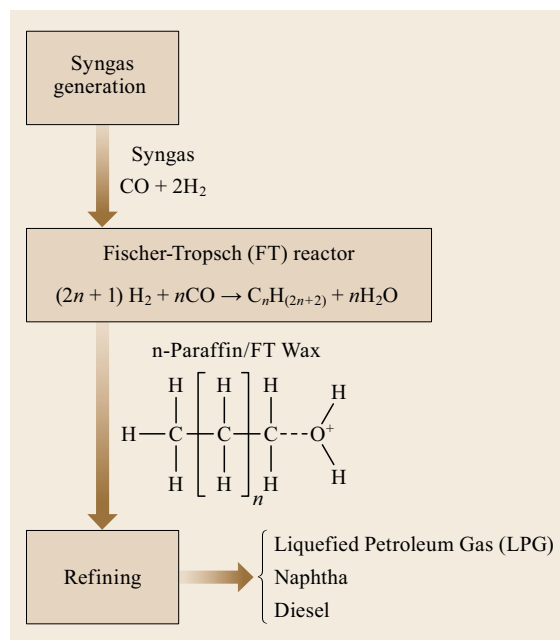 Syngas
generation
Syngas
CO + 2H₂
Fischer-Tropsch (FT) reactor
(2n + 1) H₂ + nCO → CₙH₍₂ₙ₊₂₎ + nH₂O
n-Paraffin/FT Wax
H H H H
H C C C O⁺
H H H H
n
Refining
Liquefied Petroleum Gas (LPG)
Naphtha
Diesel